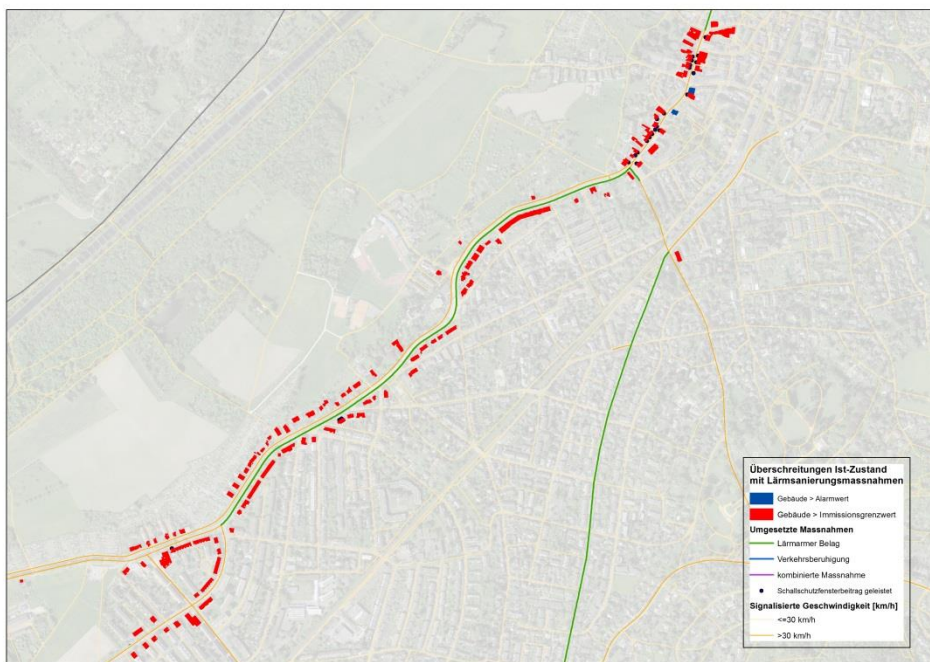 Überschreitungen Ist-Zustand
mit Lärmsanierungsmassnahmen
Gebäude > Alarmwert
Gebäude > Immissionsgrenzwert
Umgesetzte Massnahmen
Lärmarmer Belag
Verkehrsberuhigung
kombinierte Massnahme
Schallschutzfensterbeitrag geleistet
Signalisierte Geschwindigkeit [km/h]
<=30 km/h
>30 km/h